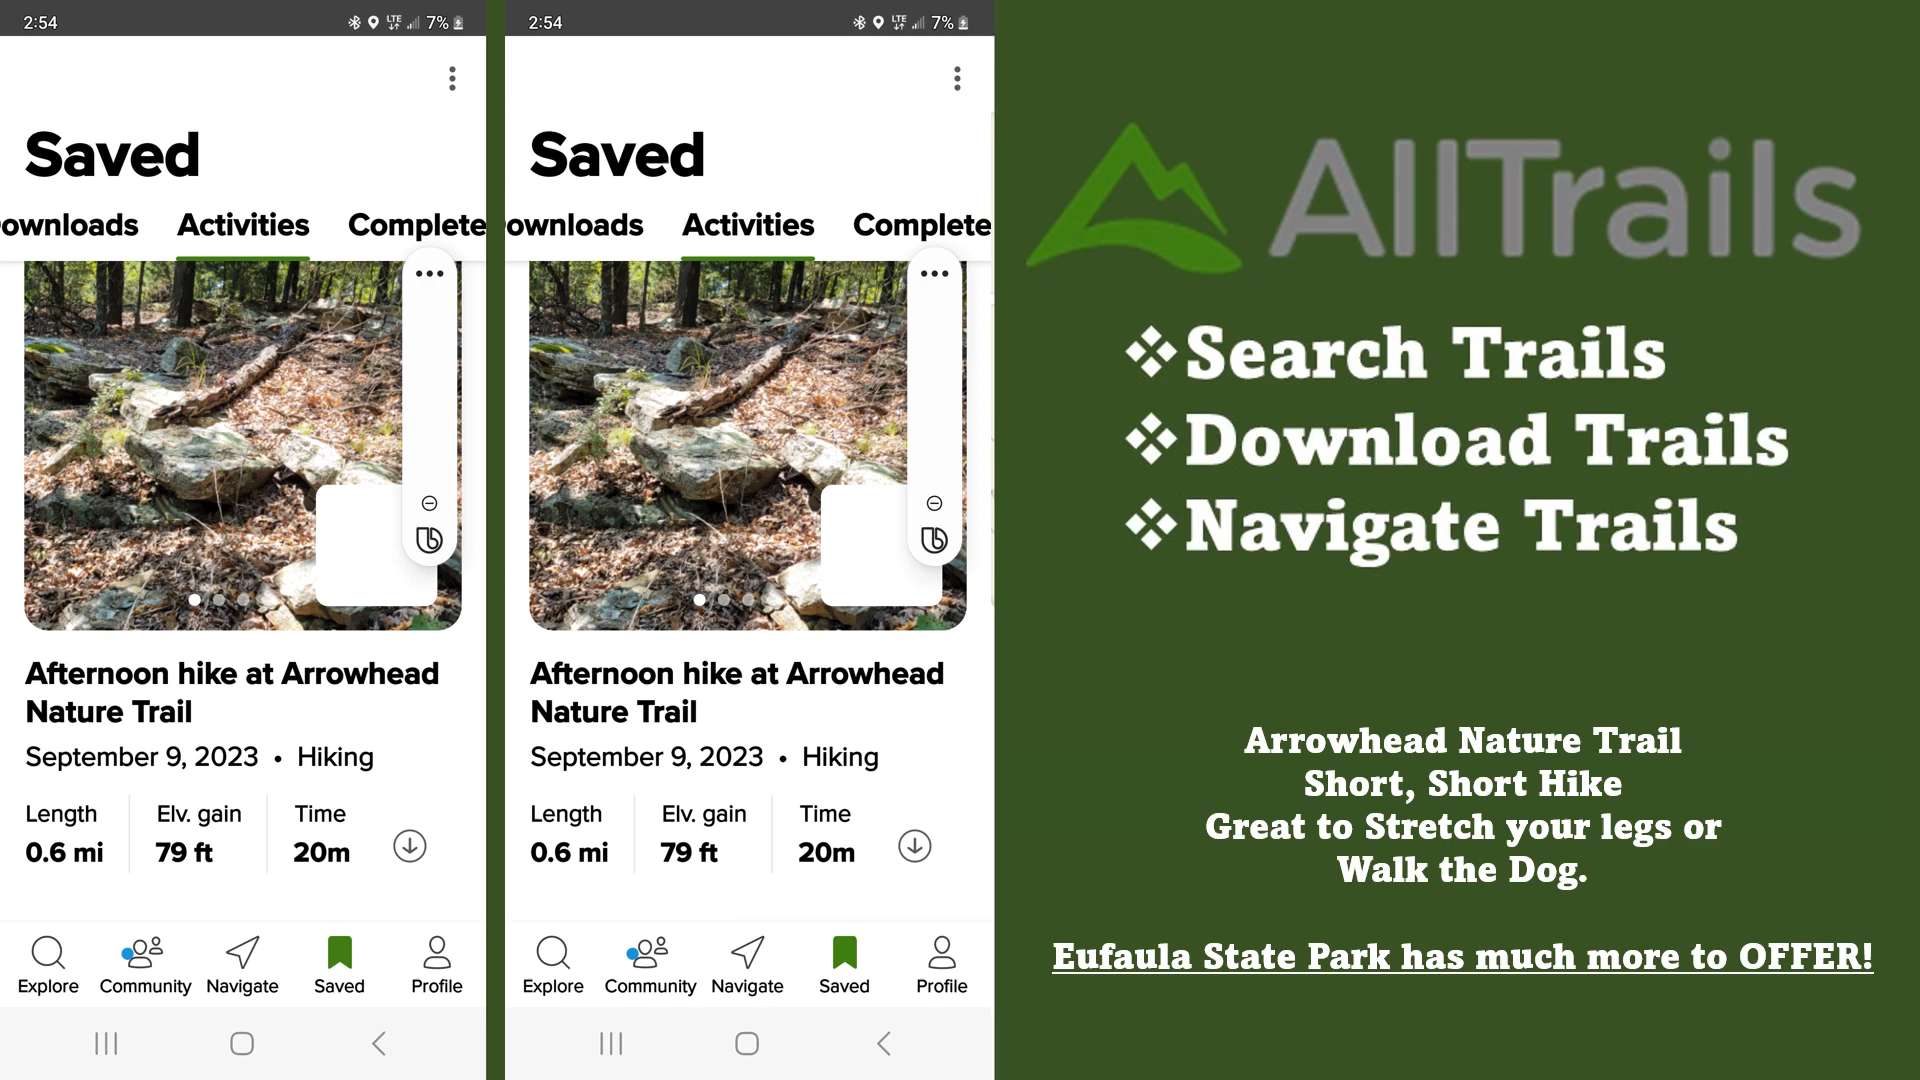 2:54
LTE 7%
Saved
ownloads Activities Complete
Afternoon hike at Arrowhead
Nature Trail
September 9, 2023 • Hiking
Length Elv. gain Time
0.6 mi 79 ft 20m
Explore Community Navigate Saved Profile
2:54
LTE 7%
Saved
ownloads Activities Complete
Afternoon hike at Arrowhead
Nature Trail
September 9, 2023 • Hiking
Length Elv. gain Time
0.6 mi 79 ft 20m
Explore Community Navigate Saved Profile
AllTrails
❖Search Trails
❖Download Trails
❖Navigate Trails
Arrowhead Nature Trail
Short, Short Hike
Great to Stretch your legs or
Walk the Dog.
Eufaula State Park has much more to OFFER!